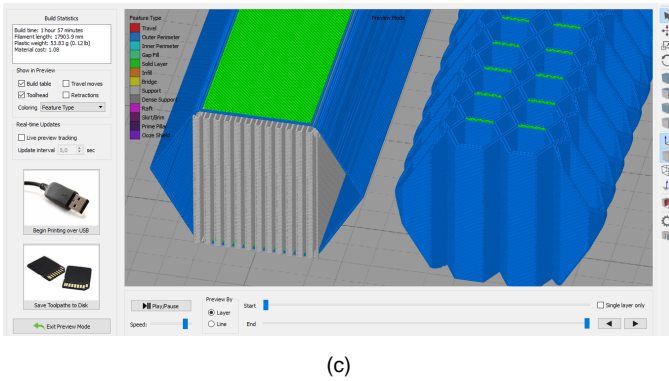 Build Statistics
Build time: 1 hour 57 minutes
Filament length: 17903.9 mm
Plastic weight: 53.83 g (0.12 lb)
Material cost: 1.08
Show in Preview
Build table
Travel moves
Toolhead
Retractions
Coloring
Feature Type
Real-time Updates
Live preview tracking
Update interval
5,0
sec
Begin Printing over USB
Save Toolpaths to Disk
Exit Preview Mode
Feature Type
Travel
Outer Perimeter
Inner Perimeter
Gap Fill
Solid Layer
Infill
Bridge
Support
Dense Support
Raft
Skirt/Brim
Prime Pillar
Ooze Shield
Preview Mode
Play/Pause
Speed:
Preview By
Layer
Line
Start
End
Single layer only
(c)